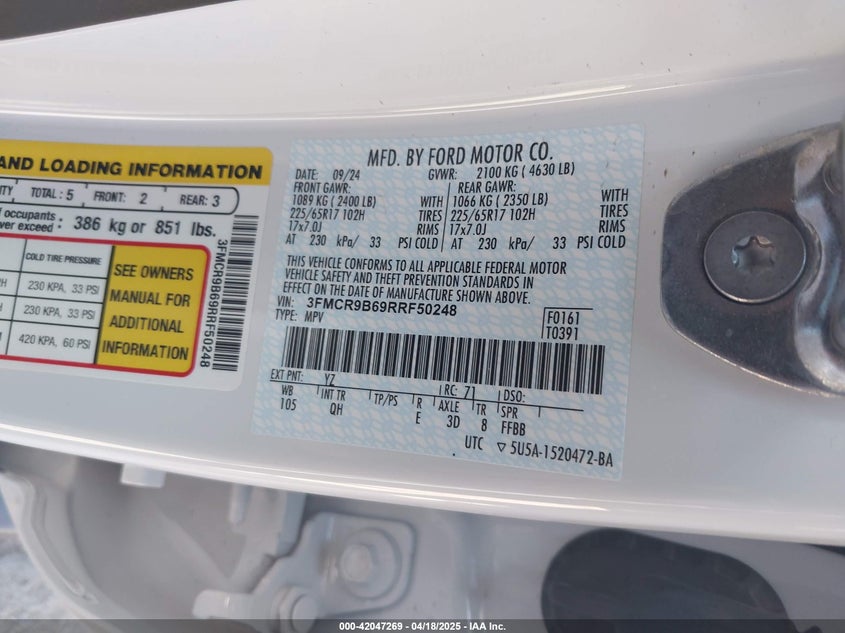 AND LOADING INFORMATION
TOTAL: 5 FRONT: 2 REAR: 3
of occupants
exceed: 386 kg or 851 lbs.
COLD TIRE PRESSURE
230 KPA, 33 PSI
230 KPA, 33 PSI
420 KPA, 60 PSI
SEE OWNERS
MANUAL FOR
ADDITIONAL
INFORMATION
3FMCR9B69RRF50248
MFD. BY FORD MOTOR CO.
DATE: 09/24 GVWR: 2100 KG ( 4630 LB)
FRONT GAWR: REAR GAWR:
1089 KG ( 2400 LB) WITH 1066 KG ( 2350 LB) WITH
225/65R17 102H TIRES 225/65R17 102H TIRES
17x7.0J RIMS 17x7.0J RIMS
AT 230 kPa/ 33 PSI COLD AT 230 kPa/ 33 PSI COLD
THIS VEHICLE CONFORMS TO ALL APPLICABLE FEDERAL MOTOR
VEHICLE SAFETY AND THEFT PREVENTION STANDARDS IN
EFFECT ON THE DATE OF MANUFACTURE SHOWN ABOVE.
VIN: 3FMCR9B69RRF50248 F0161
TYPE: MPV T0391
EXT PNT: YZ RC: 71 DSO:
WB INT TR TP/PS R AXLE TR SPR
105 QH E 3D 8 FFBB
UTC ▽ 5U5A-1520472-BA
000-42047269 - 04/18/2025 - IAA Inc.